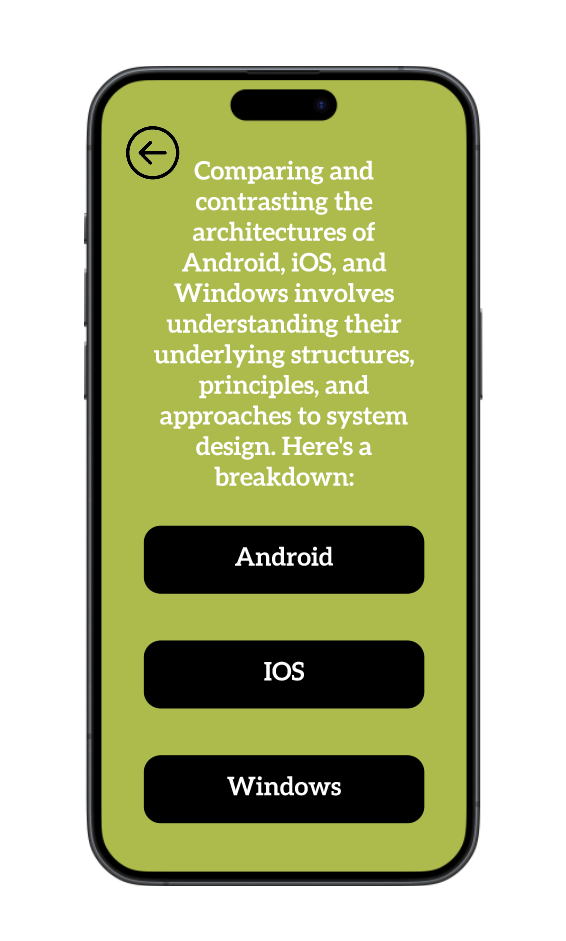 Comparing and
contrasting the
architectures of
Android, iOS, and
Windows involves
understanding their
underlying structures,
principles, and
approaches to system
design. Here's a
breakdown:
Android
IOS
Windows